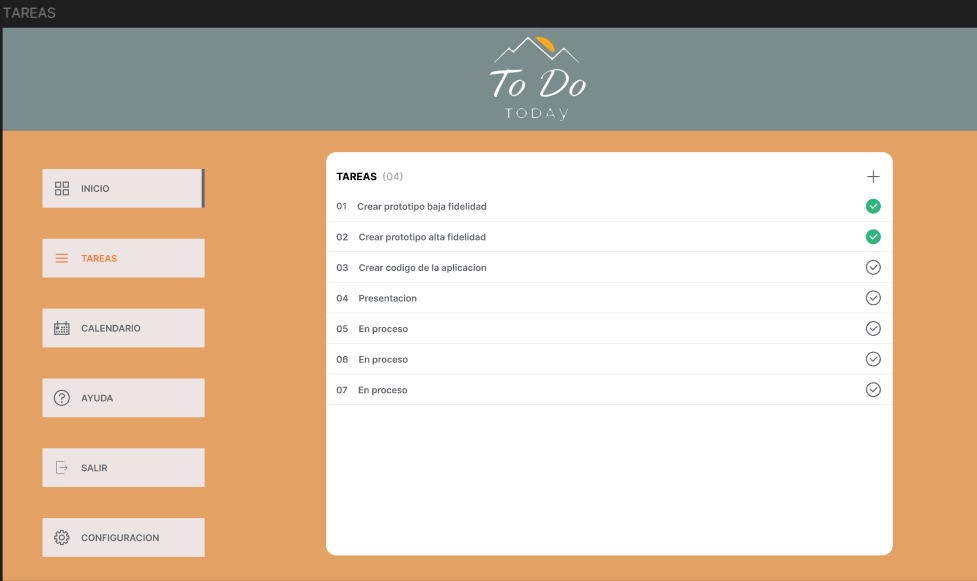 TAREAS
To Do
TODAY
INICIO
TAREAS
CALENDARIO
AYUDA
SALIR
CONFIGURACION
TAREAS (04)
01 Crear prototipo baja fidelidad
02 Crear prototipo alta fidelidad
03 Crear codigo de la aplicacion
04 Presentacion
05 En proceso
06 En proceso
07 En proceso